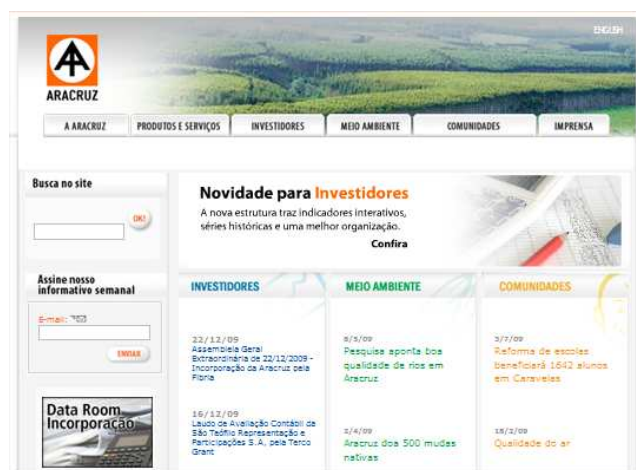 ENGLISH
ARACRUZ
A ARACRUZ
PRODUTOS E SERVIÇOS
INVESTIDORES
MEIO AMBIENTE
COMUNIDADES
IMPRENSA
Busca no site
OK!
Novidade para Investidores
A nova estrutura traz indicadores interativos,
séries históricas e uma melhor organização.
Confira
Assine nosso
informativo semanal
E-mail:
ENVIAR
Data Room
Incorporação
INVESTIDORES
22/12/09
Assembleia Geral
Extraordinária de 22/12/2009 -
Incorporação da Aracruz pela
Fibria
16/12/09
Laudo de Avaliação Contábil da
São Teófilo Representação e
Participações S.A. pela Terco
Grant
MEIO AMBIENTE
8/5/09
Pesquisa aponta boa
qualidade de rios em
Aracruz
2/4/09
Aracruz doa 500 mudas
nativas
COMUNIDADES
3/7/09
Reforma de escolas
beneficiará 1642 alunos
em Caravelas
18/2/09
Qualidade do ar